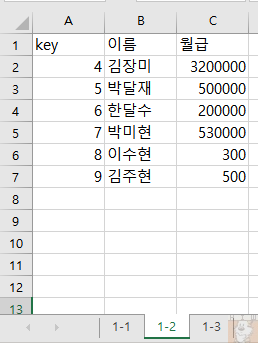 A B C
1 key 이름 월급
2 4 김장미 3200000
3 5 박달재 500000
4 6 한달수 200000
5 7 박미현 530000
6 8 이수현 300
7 9 김주현 500
8
9
10
11
12
13
1-1 1-2 1-3